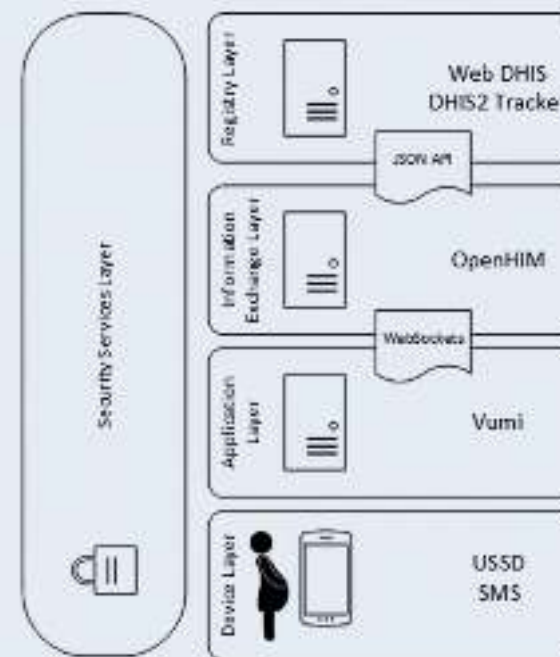 Security Services Layer
Registry Layer
Web DHIS
DHIS2 Tracke
JSON API
Information
Exchange Layer
OpenHIM
WebSockets
Application
Layer
Vumi
Device Layer
USSD
SMS